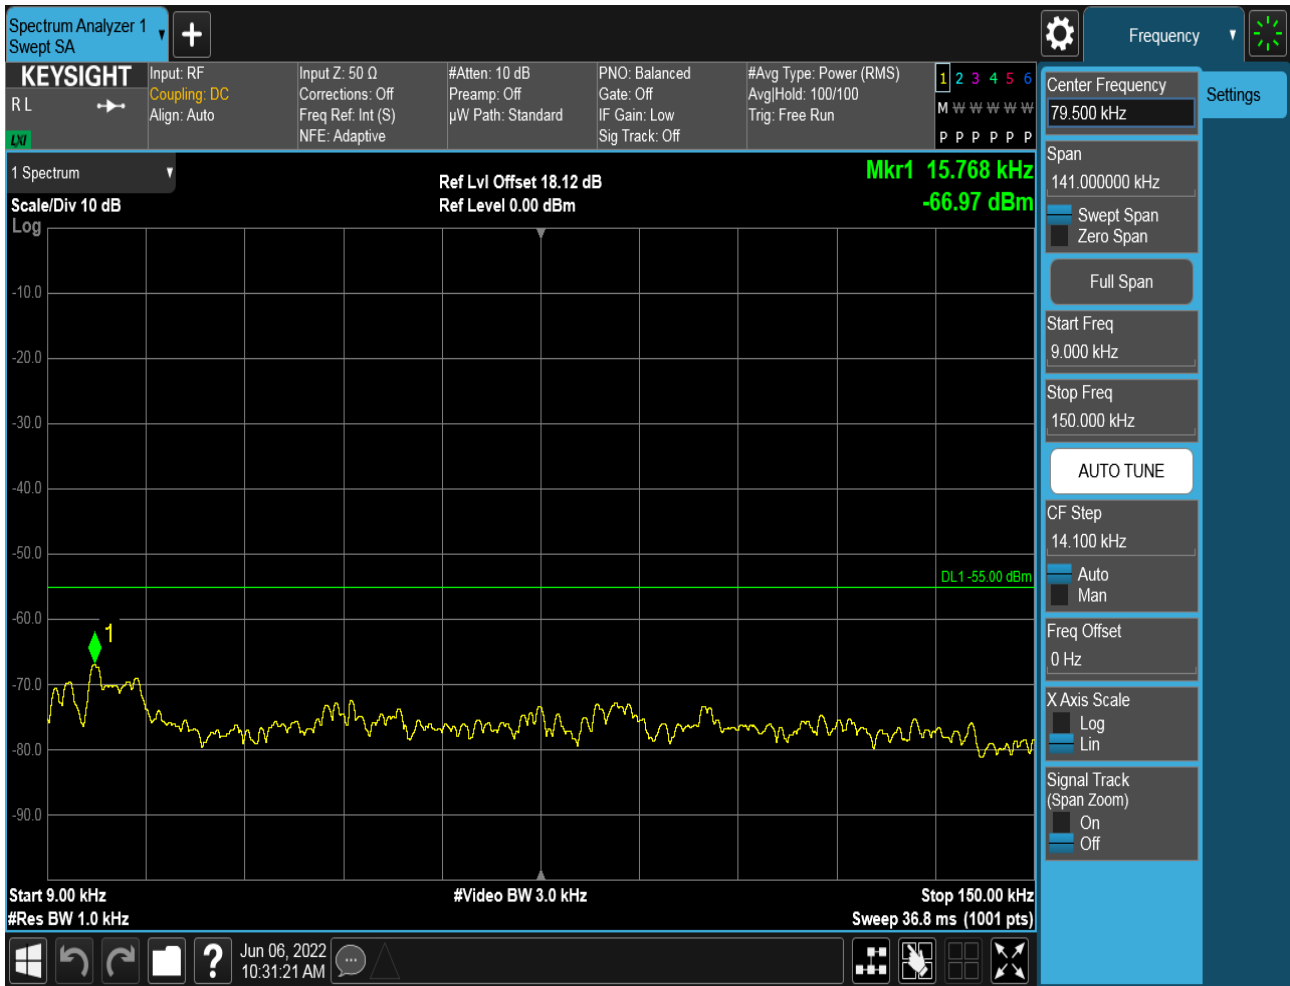 Spectrum Analyzer 1
Swept SA
Frequency
KEYSIGHT
R L
LXI
Input: RF
Coupling: DC
Align: Auto
Input Z: 50 Ω
Corrections: Off
Freq Ref: Int (S)
NFE: Adaptive
#Atten: 10 dB
Preamp: Off
µW Path: Standard
PNO: Balanced
Gate: Off
IF Gain: Low
Sig Track: Off
#Avg Type: Power (RMS)
Avg|Hold: 100/100
Trig: Free Run
1 2 3 4 5 6
M W W W W W
P P P P P P
1 Spectrum
Scale/Div 10 dB
Log
Ref Lvl Offset 18.12 dB
Ref Level 0.00 dBm
Mkr1 15.768 kHz
-66.97 dBm
-10.0
-20.0
-30.0
-40.0
-50.0
DL1 -55.00 dBm
-60.0
1
-70.0
-80.0
-90.0
Start 9.00 kHz
#Res BW 1.0 kHz
#Video BW 3.0 kHz
Stop 150.00 kHz
Sweep 36.8 ms (1001 pts)
Center Frequency
79.500 kHz
Settings
Span
141.000000 kHz
Swept Span
Zero Span
Full Span
Start Freq
9.000 kHz
Stop Freq
150.000 kHz
AUTO TUNE
CF Step
14.100 kHz
Auto
Man
Freq Offset
0 Hz
X Axis Scale
Log
Lin
Signal Track
(Span Zoom)
On
Off
?
Jun 06, 2022
10:31:21 AM